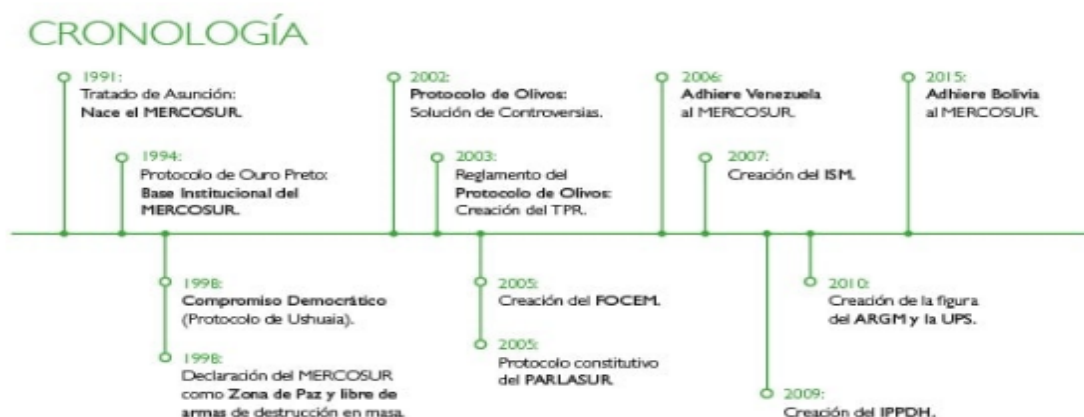 CRONOLOGÍA
1991:
Tratado de Asunción:
Nace el MERCOSUR.
1994:
Protocolo de Ouro Preto:
Base Institucional del
MERCOSUR.
1998:
Compromiso Democrático
(Protocolo de Ushuaia).
1998:
Declaración del MERCOSUR
como Zona de Paz y libre de
armas de destrucción en masa.
2002:
Protocolo de Olivos:
Solución de Controversias.
2003:
Reglamento del
Protocolo de Olivos:
Creación del TPR.
2005:
Creación del FOCEM.
2005:
Protocolo constitutivo
del PARLASUR
2006:
Adhiere Venezuela
al MERCOSUR.
2007:
Creación del ISM.
2009:
Creación del IPPDH.
2010:
Creación de la figura
del ARGM y la UPS.
2015:
Adhiere Bolivia
al MERCOSUR